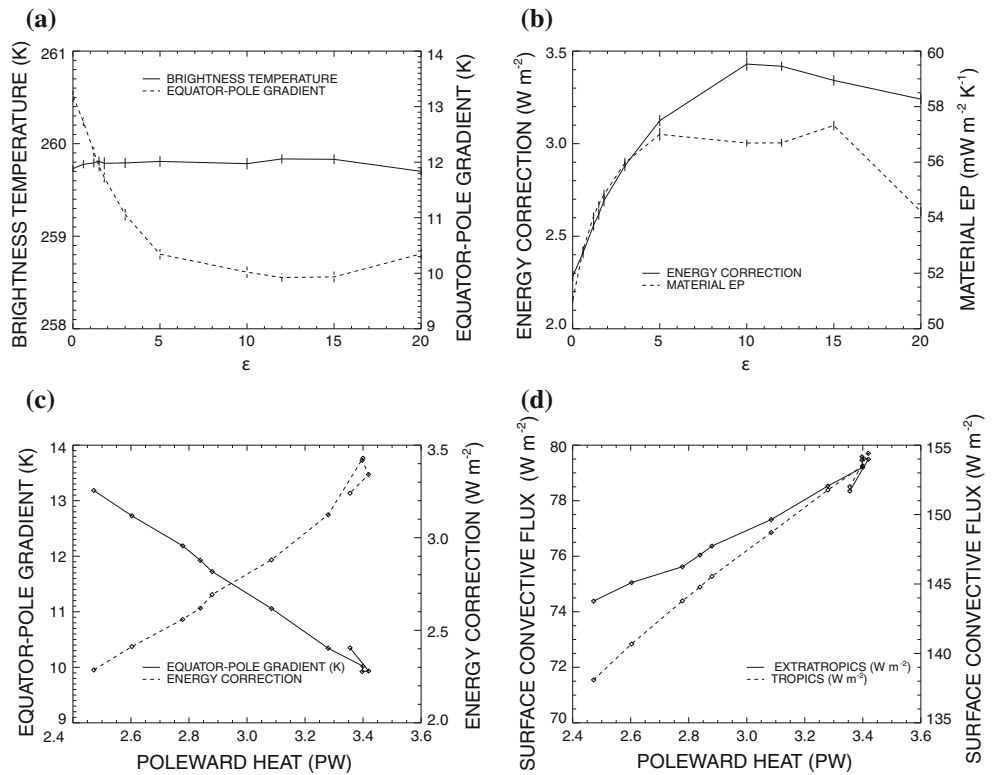 (a)
BRIGHTNESS TEMPERATURE (K)
261
260
259
258
BRIGHTNESS TEMPERATURE
EQUATOR-POLE GRADIENT
14
13
12
11
10
9
EQUATOR-POLE GRADIENT (K)
0 5 10 15 20
ε
(b)
ENERGY CORRECTION (W m-2)
3.5
3.0
2.5
2.0
ENERGY CORRECTION
MATERIAL EP
60
58
56
54
52
50
MATERIAL EP (mW m-2 K-1)
0 5 10 15 20
ε
(c)
EQUATOR-POLE GRADIENT (K)
14
13
12
11
10
9
EQUATOR-POLE GRADIENT (K)
ENERGY CORRECTION
3.5
3.0
2.5
2.0
ENERGY CORRECTION (W m-2)
2.4 2.6 2.8 3.0 3.2 3.4 3.6
POLEWARD HEAT (PW)
(d)
SURFACE CONVECTIVE FLUX (W m-2)
80
78
76
74
72
70
EXTRATROPICS (W m-2)
TROPICS (W m-2)
155
150
145
140
135
SURFACE CONVECTIVE FLUX (W m-2)
2.4 2.6 2.8 3.0 3.2 3.4 3.6
POLEWARD HEAT (PW)